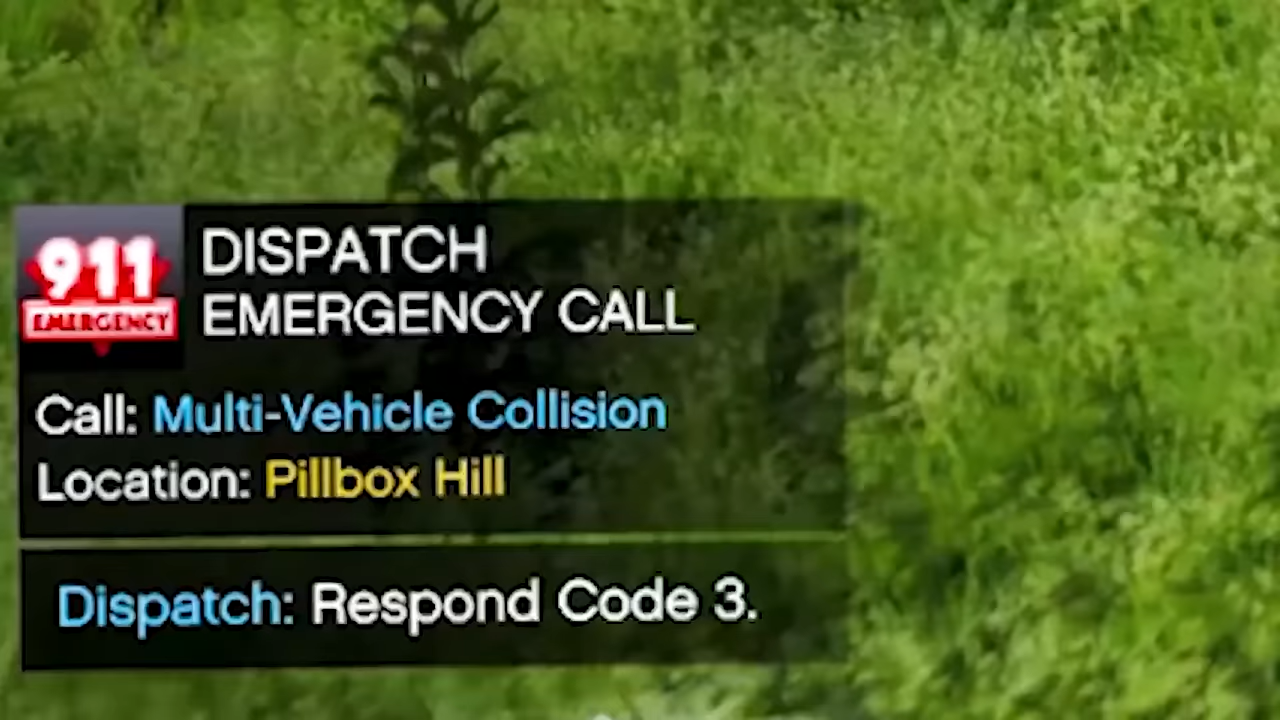 911
EMERGENCY
DISPATCH
EMERGENCY CALL
Call: Multi-Vehicle Collision
Location: Pillbox Hill
Dispatch: Respond Code 3.